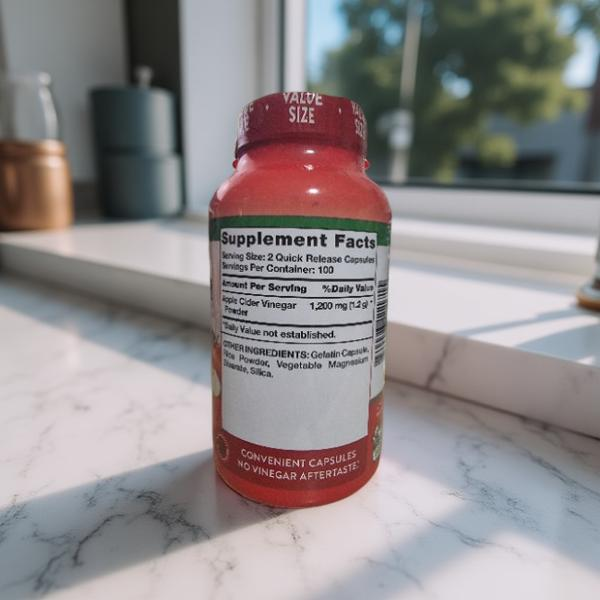 VALUE
SIZE
Supplement Facts
Serving Size: 2 Quick Release Capsules
Servings Per Container: 100
Amount Per Serving %Daily Value
Apple Cider Vinegar 1,200 mg (1.2 g) *
Powder
*Daily Value not established.
OTHER INGREDIENTS: Gelatin Capsule,
Rice Powder, Vegetable Magnesium
Stearate, Silica.
CONVENIENT CAPSULES
NO VINEGAR AFTERTASTE*